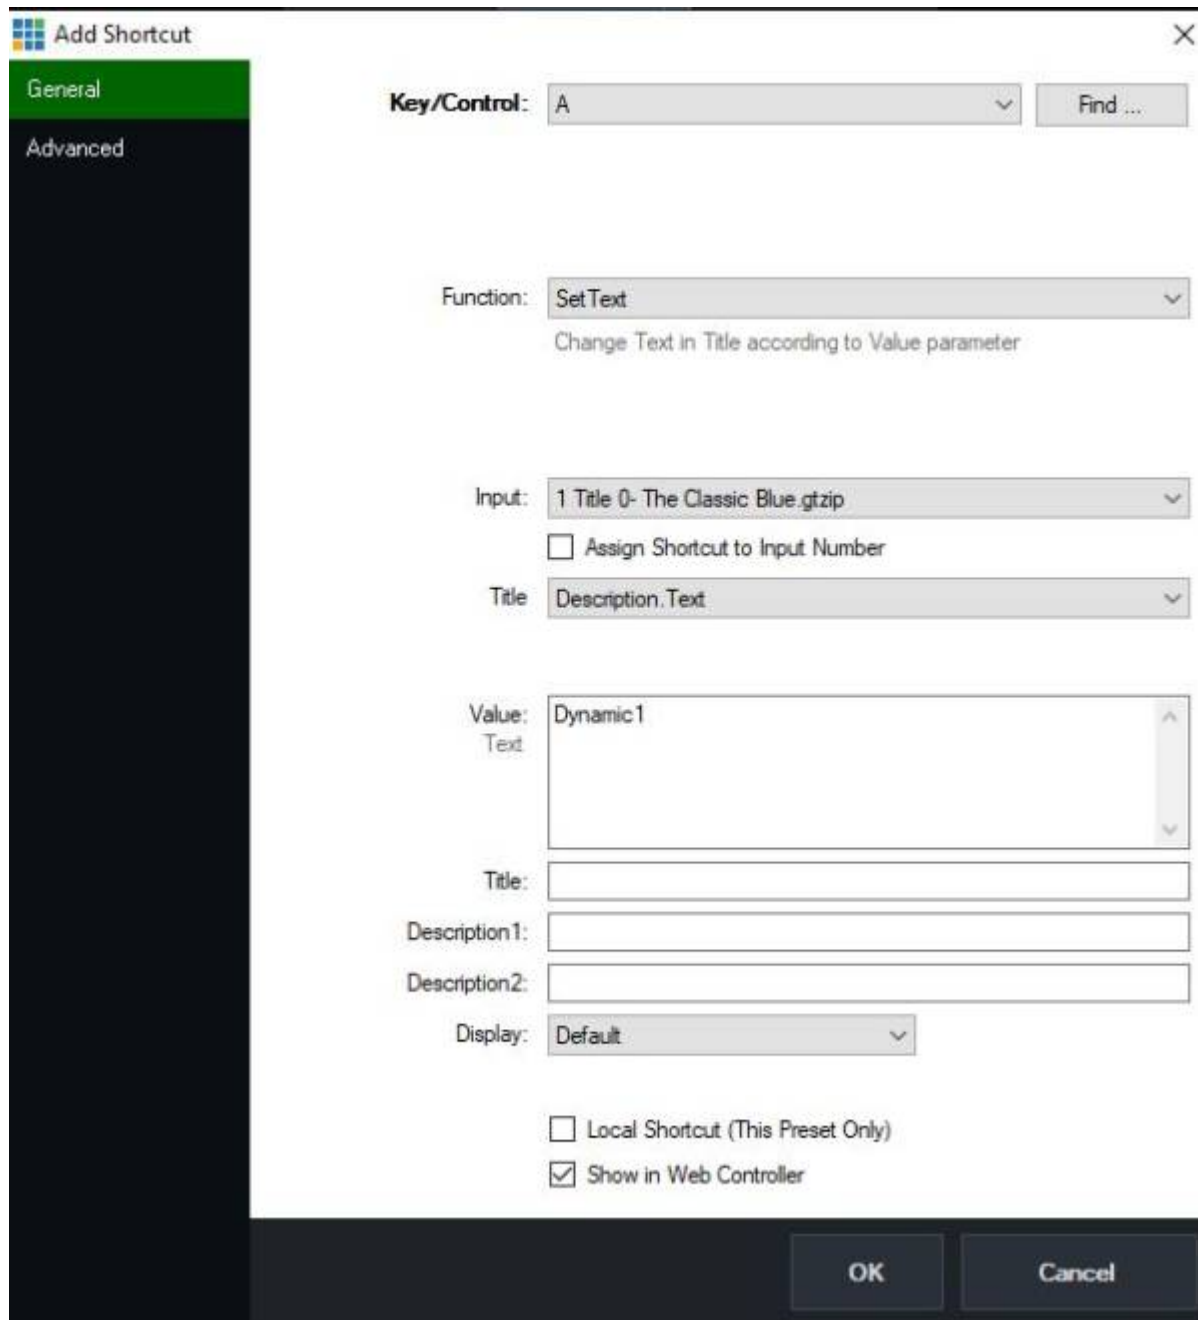 Add Shortcut
General
Advanced
Key/Control: A Find ...
Function: SetText
Change Text in Title according to Value parameter
Input: 1 Title 0- The Classic Blue.gtzip
Assign Shortcut to Input Number
Title Description.Text
Value: Dynamic1
Text
Title:
Description1:
Description2:
Display: Default
Local Shortcut (This Preset Only)
Show in Web Controller
OK Cancel